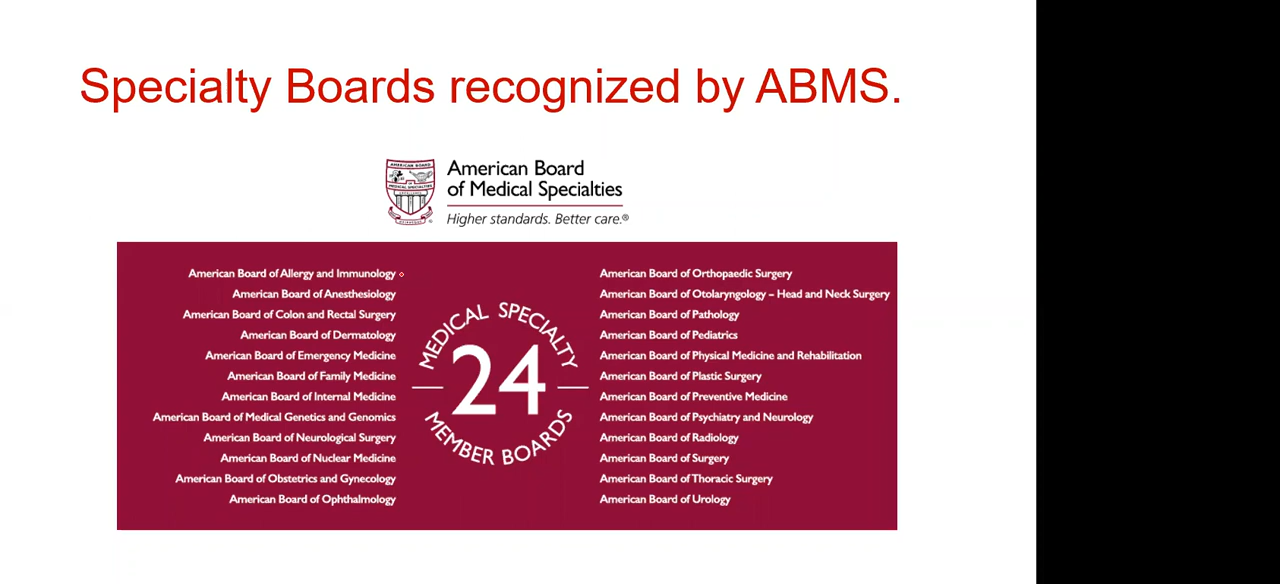 Specialty Boards recognized by ABMS.
AMERICAN BOARD
MEDICAL SPECIALTIES
American Board
of Medical Specialties
Higher standards. Better care.®
American Board of Allergy and Immunology
American Board of Anesthesiology
American Board of Colon and Rectal Surgery
American Board of Dermatology
American Board of Emergency Medicine
American Board of Family Medicine
American Board of Internal Medicine
American Board of Medical Genetics and Genomics
American Board of Neurological Surgery
American Board of Nuclear Medicine
American Board of Obstetrics and Gynecology
American Board of Ophthalmology
MEDICAL SPECIALTY
24
MEMBER BOARDS
American Board of Orthopaedic Surgery
American Board of Otolaryngology – Head and Neck Surgery
American Board of Pathology
American Board of Pediatrics
American Board of Physical Medicine and Rehabilitation
American Board of Plastic Surgery
American Board of Preventive Medicine
American Board of Psychiatry and Neurology
American Board of Radiology
American Board of Surgery
American Board of Thoracic Surgery
American Board of Urology